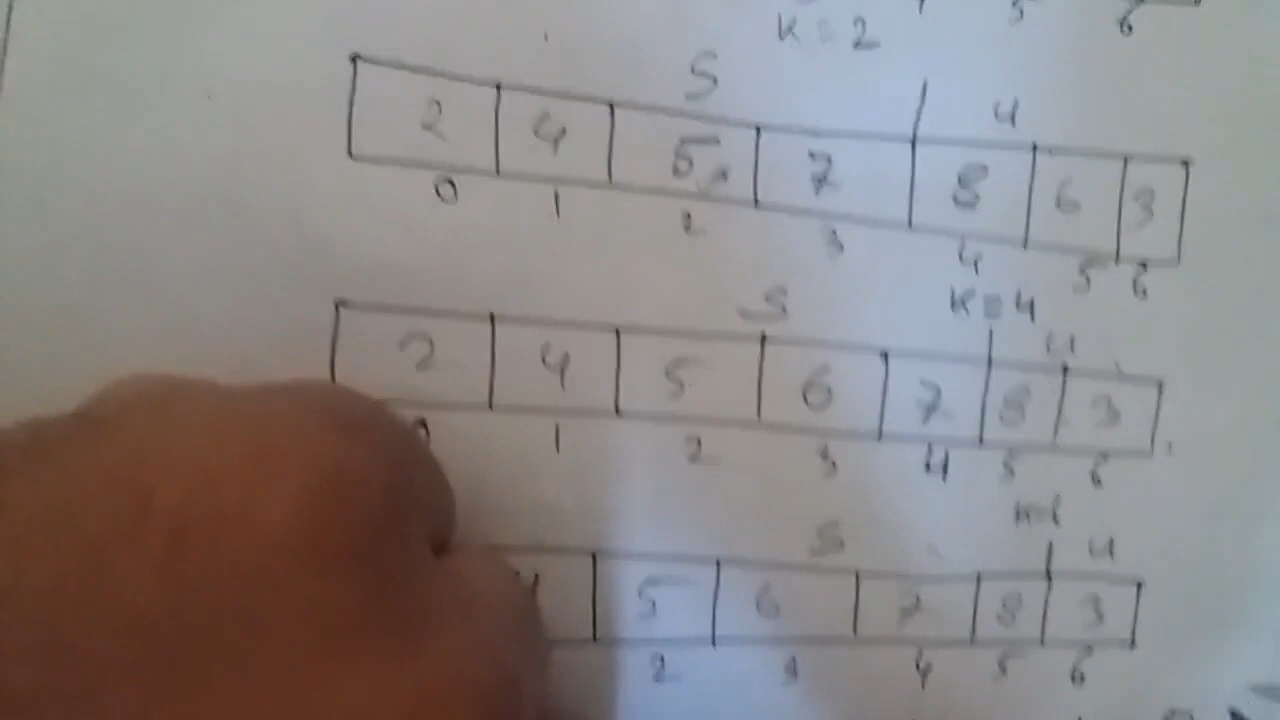 5 6
K = 2
S 4
2 4 5 7 8 6 3
0 1 2 3 4 5 6
K = 4
S 4
2 4 5 6 7 8 3
1 2 3 4 5 6
S 4
5 6 7 8 3
2 3 4 5 6